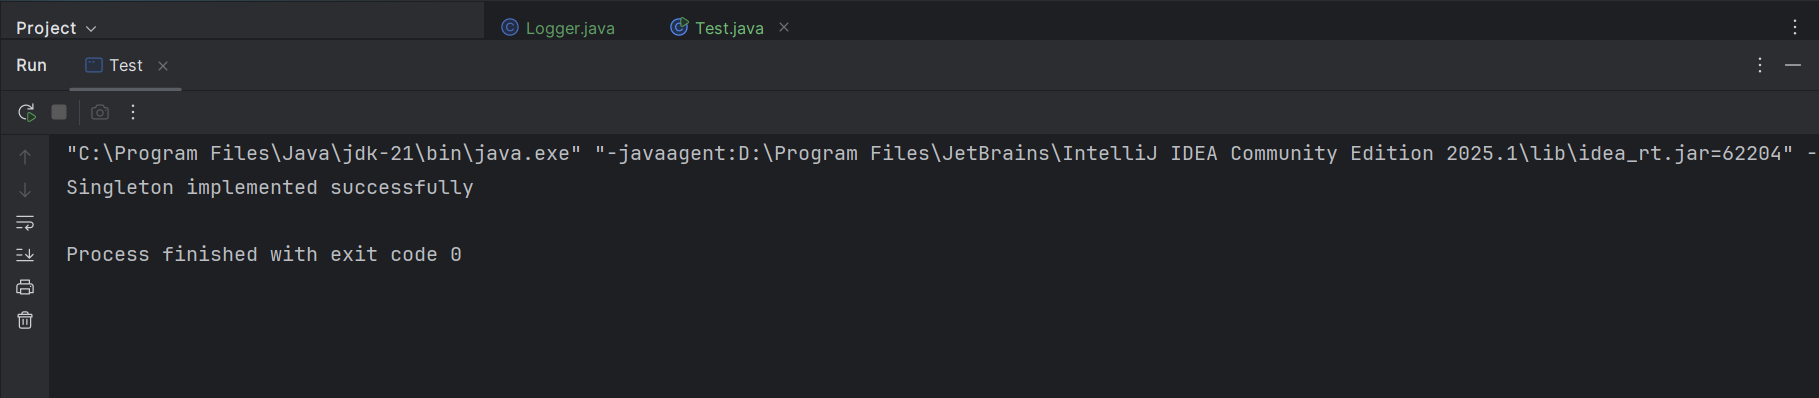 Project
Logger.java
Test.java
Run
Test
"C:\Program Files\Java\jdk-21\bin\java.exe" "-javaagent:D:\Program Files\JetBrains\IntelliJ IDEA Community Edition 2025.1\lib\idea_rt.jar=62204" -
Singleton implemented successfully
Process finished with exit code 0